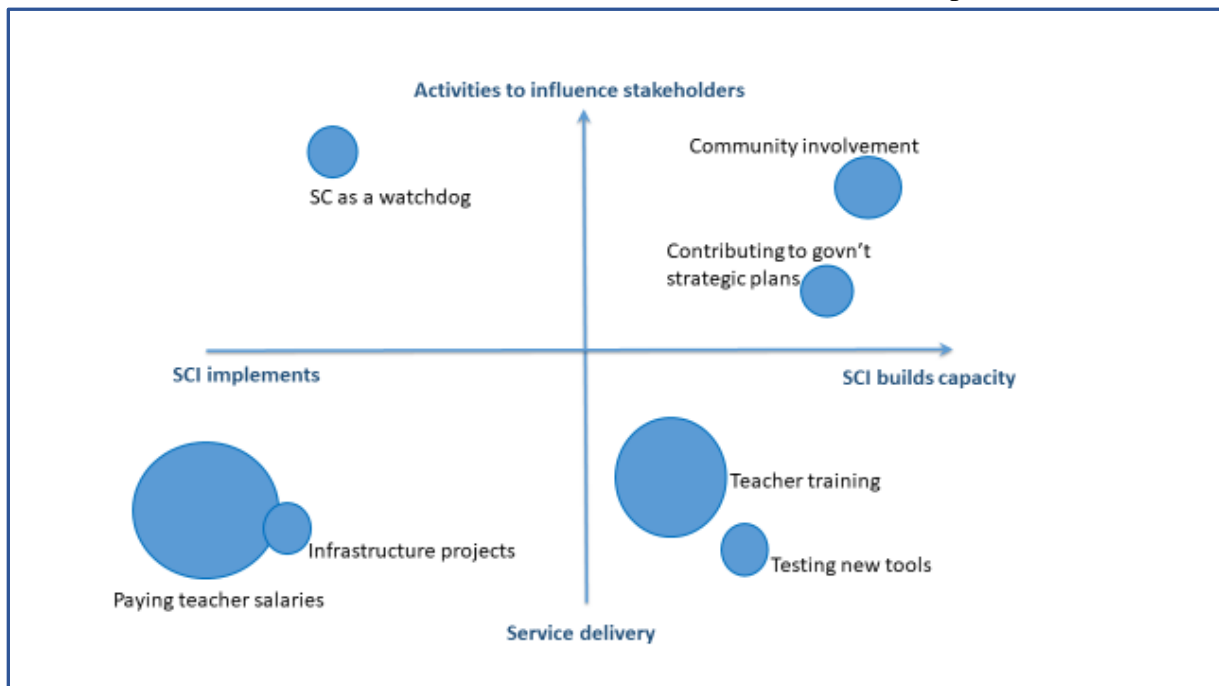 Activities to influence stakeholders
Community involvement
SC as a watchdog
Contributing to govn't
strategic plans
SCI implements
SCI builds capacity
Teacher training
Infrastructure projects
Testing new tools
Paying teacher salaries
Service delivery